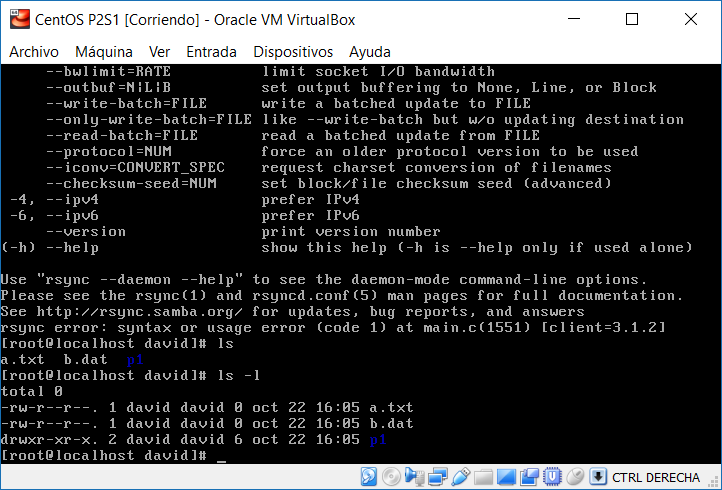 CentOS P2S1 [Corriendo] - Oracle VM VirtualBox
Archivo Máquina Ver Entrada Dispositivos Ayuda
--bwlimit=RATE limit socket I/O bandwidth
--outbuf=N|L|B set output buffering to None, Line, or Block
--write-batch=FILE write a batched update to FILE
--only-write-batch=FILE like --write-batch but w/o updating destination
--read-batch=FILE read a batched update from FILE
--protocol=NUM force an older protocol version to be used
--iconv=CONVERT_SPEC request charset conversion of filenames
--checksum-seed=NUM set block/file checksum seed (advanced)
-4, --ipv4 prefer IPv4
-6, --ipv6 prefer IPv6
--version print version number
(-h) --help show this help (-h is --help only if used alone)
Use "rsync --daemon --help" to see the daemon-mode command-line options.
Please see the rsync(1) and rsyncd.conf(5) man pages for full documentation.
See http://rsync.samba.org/ for updates, bug reports, and answers
rsync error: syntax or usage error (code 1) at main.c(1551) [client=3.1.2]
[root@localhost david]# ls
a.txt b.dat p1
[root@localhost david]# ls -l
total 0
-rw-r--r--. 1 david david 0 oct 22 16:05 a.txt
-rw-r--r--. 1 david david 0 oct 22 16:05 b.dat
drwxr-xr-x. 2 david david 6 oct 22 16:05 p1
[root@localhost david]# _
CTRL DERECHA